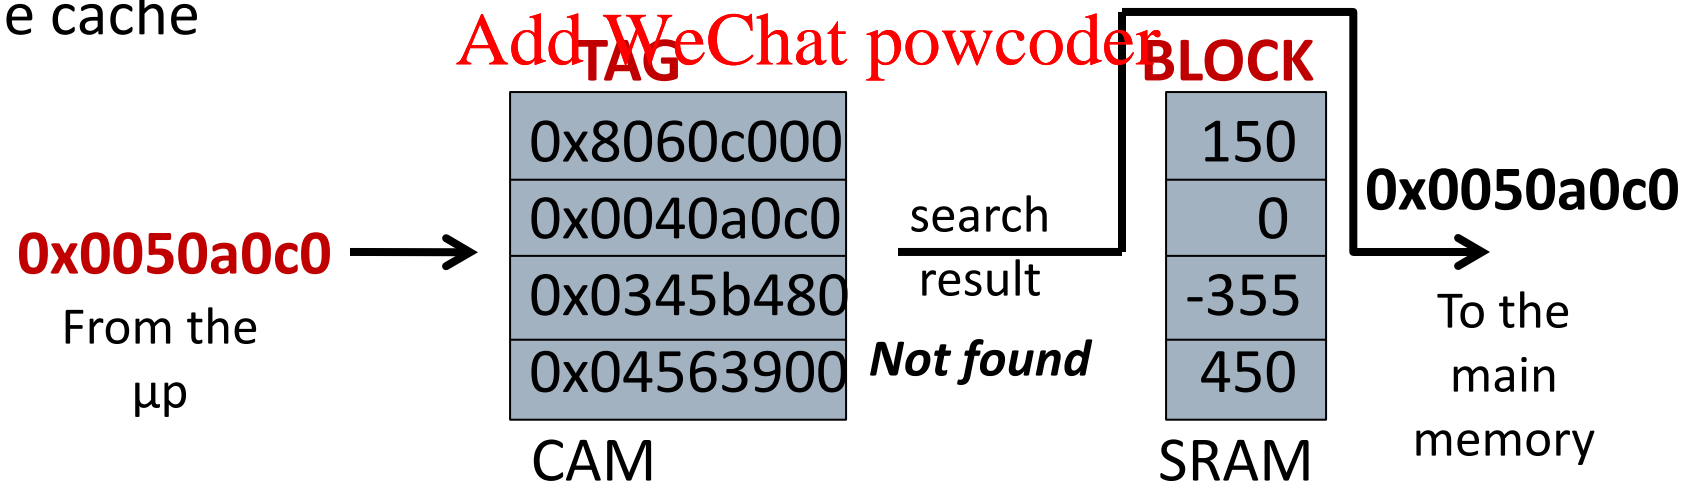 e cache
Add WeChat powcoder
TAG
BLOCK
0x8060c000
0x0040a0c0
0x0345b480
0x04563900
CAM
0x0050a0c0
From the
µp
search
result
Not found
150
0
-355
450
SRAM
0x0050a0c0
To the
main
memory